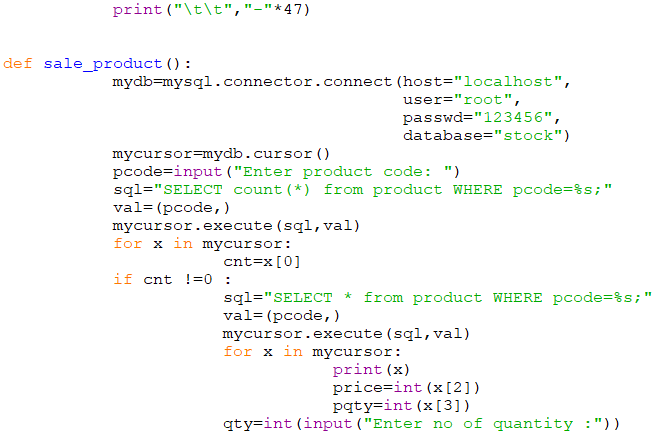 print("\t\t","-"*47)
def sale_product():
mydb=mysql.connector.connect(host="localhost",
user="root",
passwd="123456",
database="stock")
mycursor=mydb.cursor()
pcode=input("Enter product code: ")
sql="SELECT count(*) from product WHERE pcode=%s;"
val=(pcode,)
mycursor.execute(sql,val)
for x in mycursor:
cnt=x[0]
if cnt !=0 :
sql="SELECT * from product WHERE pcode=%s;"
val=(pcode,)
mycursor.execute(sql,val)
for x in mycursor:
print(x)
price=int(x[2])
pqty=int(x[3])
qty=int(input("Enter no of quantity :"))